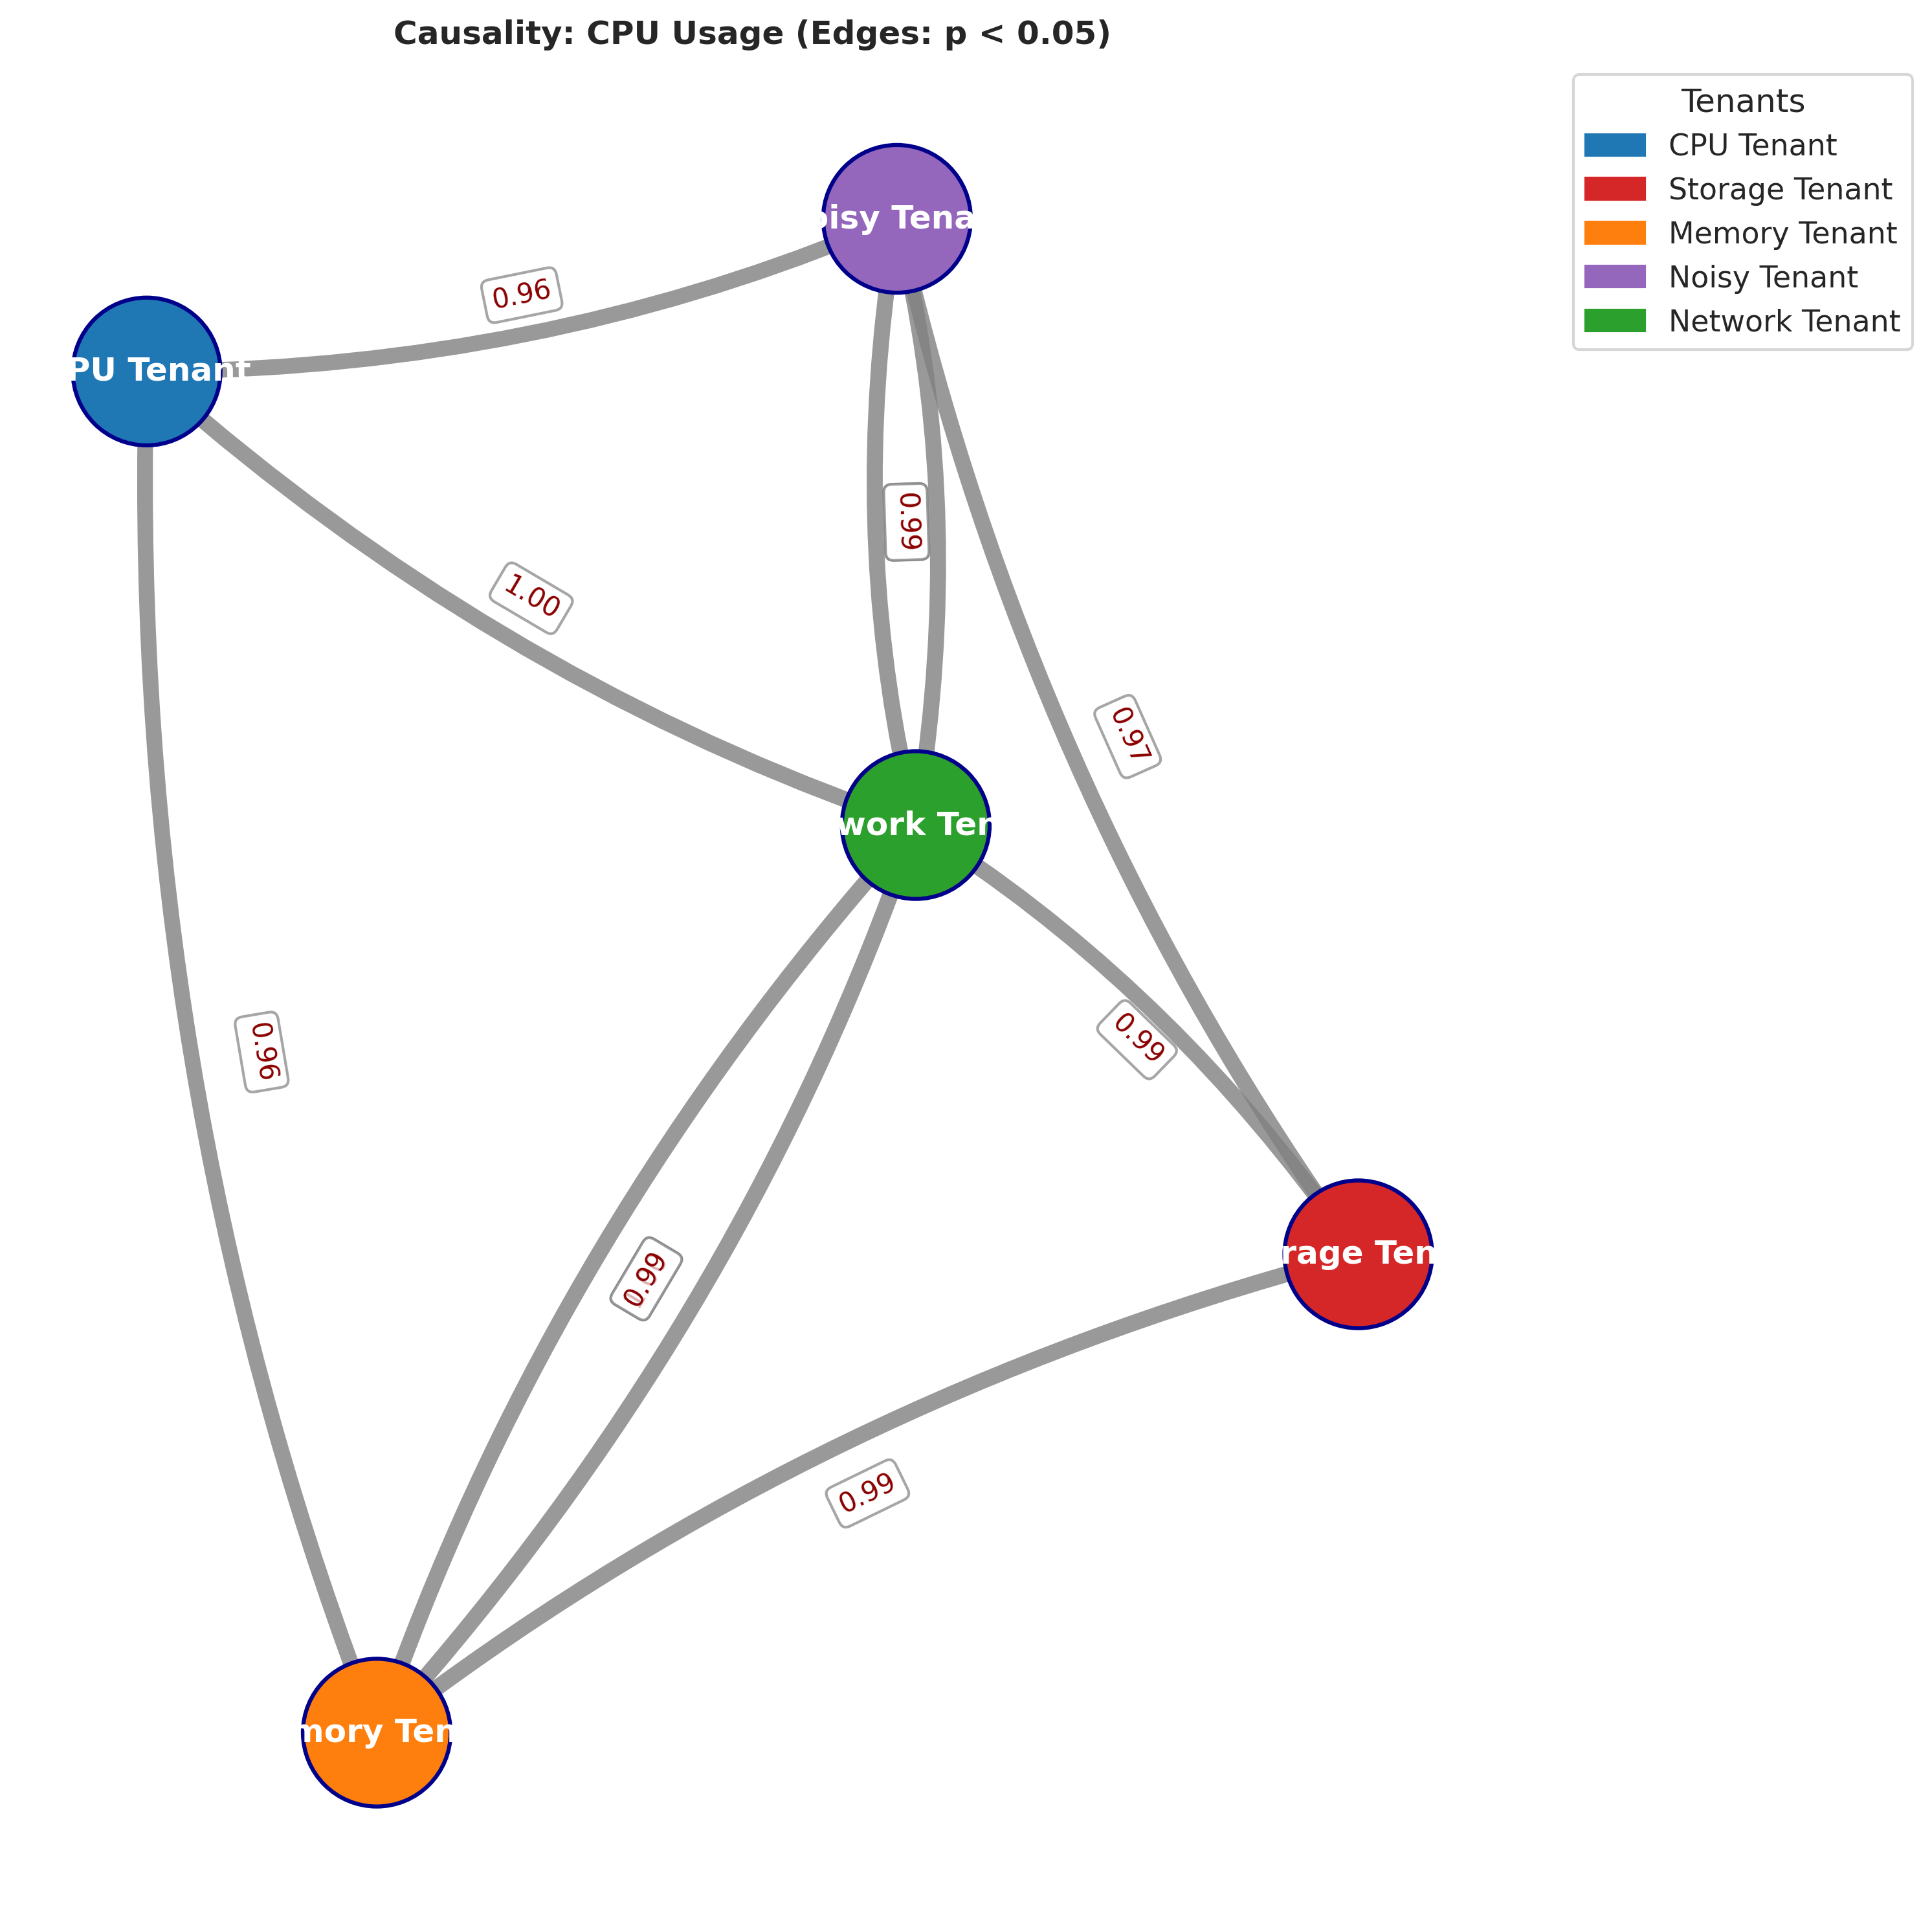 Causality: CPU Usage (Edges: p < 0.05)
Tenants
CPU Tenant
Storage Tenant
Memory Tenant
Noisy Tenant
Network Tenant
oisy Tena
0.96
PU Tenant
0.99
1.00
0.97
work Ten
0.99
0.96
rage Ten
0.99
0.99
mory Ten